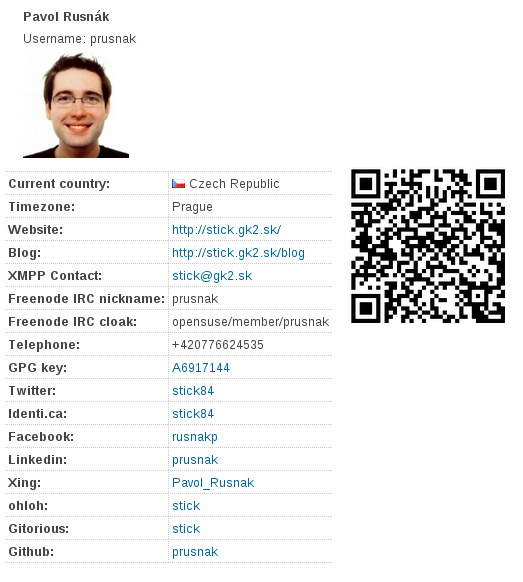 Pavol Rusnák
Username: prusnak
Current country: Czech Republic
Timezone: Prague
Website: http://stick.gk2.sk/
Blog: http://stick.gk2.sk/blog
XMPP Contact: stick@gk2.sk
Freenode IRC nickname: prusnak
Freenode IRC cloak: opensuse/member/prusnak
Telephone: +420776624535
GPG key: A6917144
Twitter: stick84
Identi.ca: stick84
Facebook: rusnakp
Linkedin: prusnak
Xing: Pavol_Rusnak
ohloh: stick
Gitorious: stick
Github: prusnak